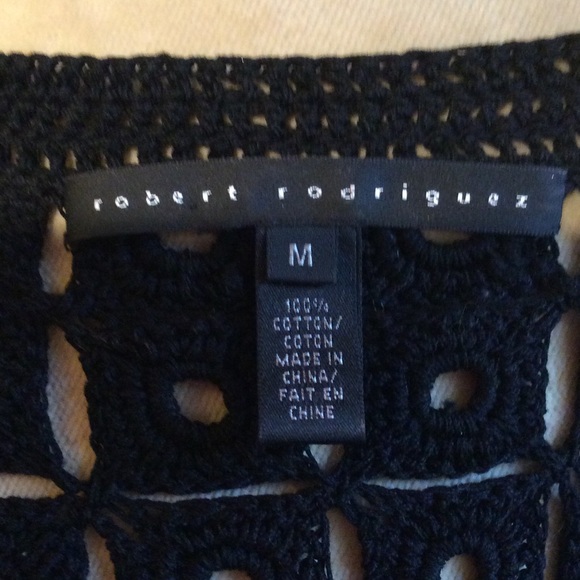 robert rodriguez
M
100%
COTTON/
COTON
MADE IN
CHINA/
FAIT EN
CHINE